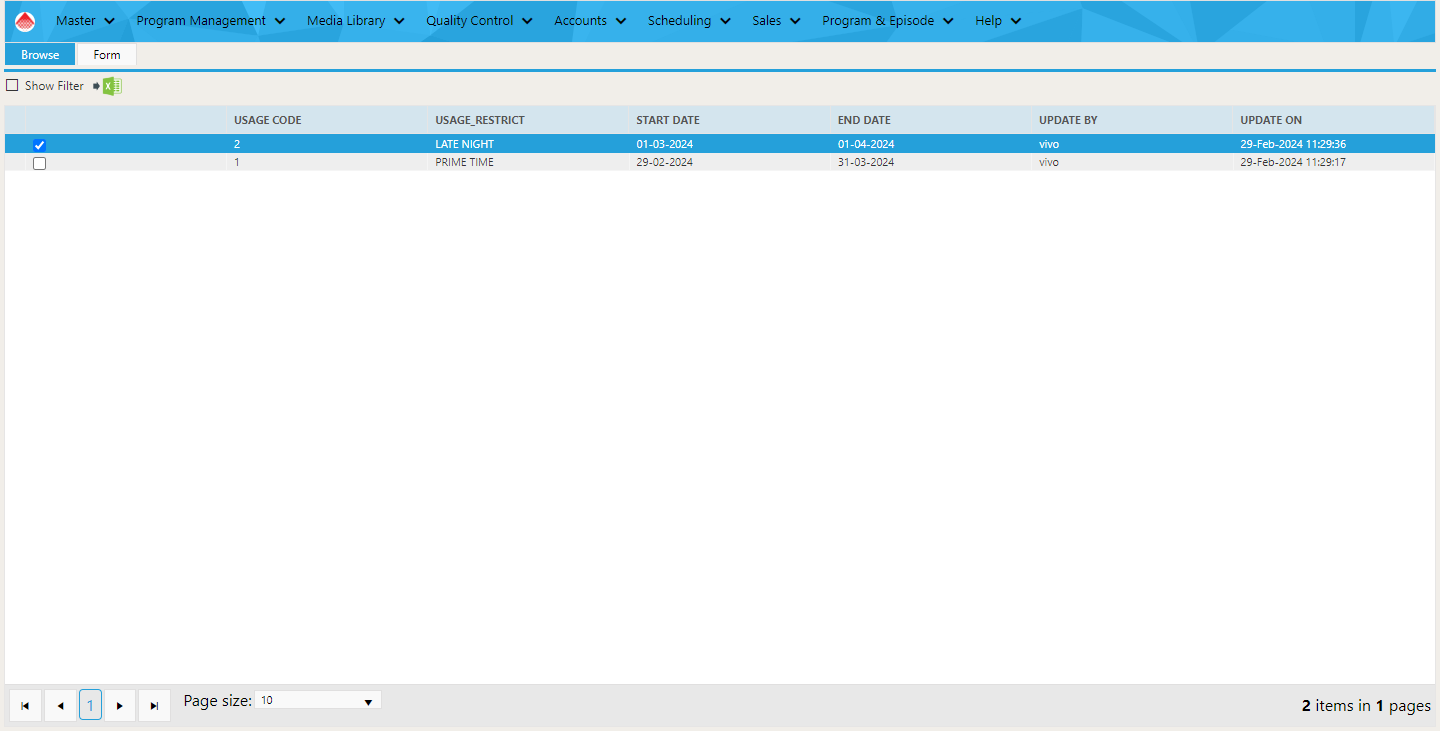 Master Program Management Media Library Quality Control Accounts Scheduling Sales Program & Episode Help
Browse Form
Show Filter
USAGE CODE USAGE_RESTRICT START DATE END DATE UPDATE BY UPDATE ON
2 LATE NIGHT 01-03-2024 01-04-2024 vivo 29-Feb-2024 11:29:36
1 PRIME TIME 29-02-2024 31-03-2024 vivo 29-Feb-2024 11:29:17
1 Page size: 10 2 items in 1 pages